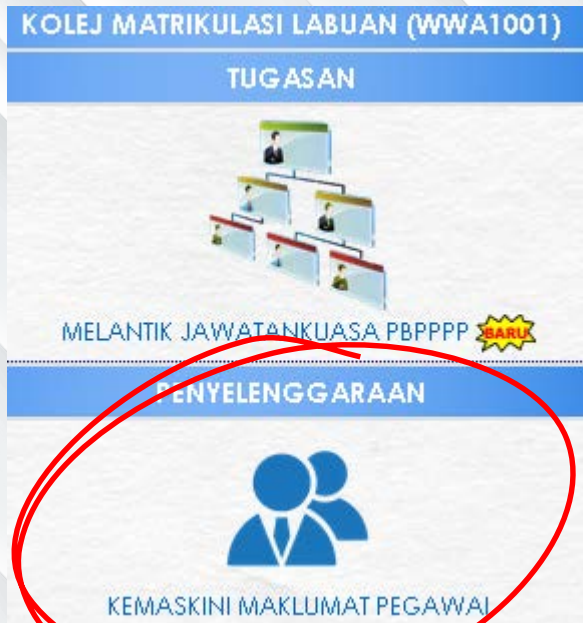 KOLEJ MATRIKULASI LABUAN (WWA1001)
TUGASAN
MELANTIK JAWATANKUASA PBPPPP BARU
PENYELENGGARAAN
KEMASKINI MAKLUMAT PEGAWAI